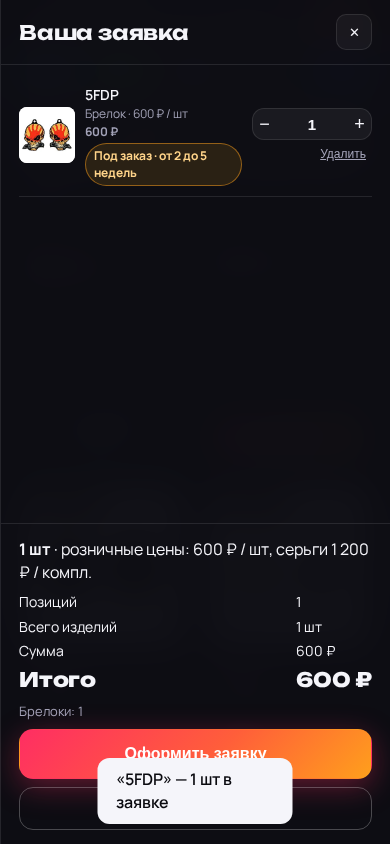 Ваша заявка
✕
5FDP
Брелок · 600 ₽ / шт
600 ₽
Под заказ · от 2 до 5
недель
− 1 +
Удалить
1 шт · розничные цены: 600 ₽ / шт, серьги 1 200
₽ / компл.
Позиций 1
Всего изделий 1 шт
Сумма 600 ₽
Итого 600 ₽
Брелоки: 1
Оформить заявку
«5FDP» — 1 шт в
заявке